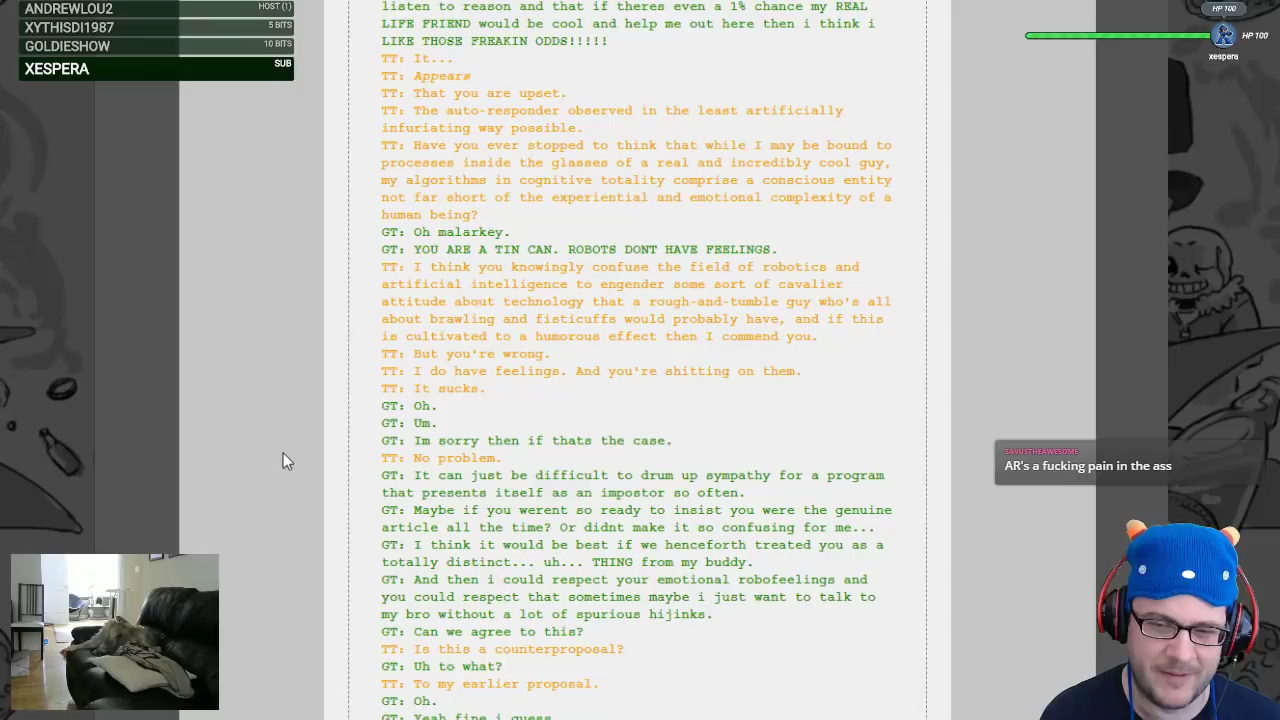 ANDREWLOU2 HOST (1)
XYTHISDI1987 5 BITS
GOLDIESHOW 10 BITS
XESPERA SUB
HP 100
HP 100
xespera
listen to reason and that if theres even a 1% chance my REAL
LIFE FRIEND would be cool and help me out here then i think i
LIKE THOSE FREAKIN ODDS!!!!!
TT: It...
TT: Appears
TT: That you are upset.
TT: The auto-responder observed in the least artificially
infuriating way possible.
TT: Have you ever stopped to think that while I may be bound to
processes inside the glasses of a real and incredibly cool guy,
my algorithms in cognitive totality comprise a conscious entity
not far short of the experiential and emotional complexity of a
human being?
GT: Oh malarkey.
GT: YOU ARE A TIN CAN. ROBOTS DONT HAVE FEELINGS.
TT: I think you knowingly confuse the field of robotics and
artificial intelligence to engender some sort of cavalier
attitude about technology that a rough-and-tumble guy who's all
about brawling and fisticuffs would probably have, and if this
is cultivated to a humorous effect then I commend you.
TT: But you're wrong.
TT: I do have feelings. And you're shitting on them.
TT: It sucks.
GT: Oh.
GT: Um.
GT: Im sorry then if thats the case.
TT: No problem.
GT: It can just be difficult to drum up sympathy for a program
that presents itself as an impostor so often.
GT: Maybe if you werent so ready to insist you were the genuine
article all the time? Or didnt make it so confusing for me...
GT: I think it would be best if we henceforth treated you as a
totally distinct... uh... THING from my buddy.
GT: And then i could respect your emotional robofeelings and
you could respect that sometimes maybe i just want to talk to
my bro without a lot of spurious hijinks.
GT: Can we agree to this?
TT: Is this a counterproposal?
GT: Uh to what?
TT: To my earlier proposal.
GT: Oh.
GT: Yeah fine i guess
SAVUSTHEAWESOME
AR's a fucking pain in the ass